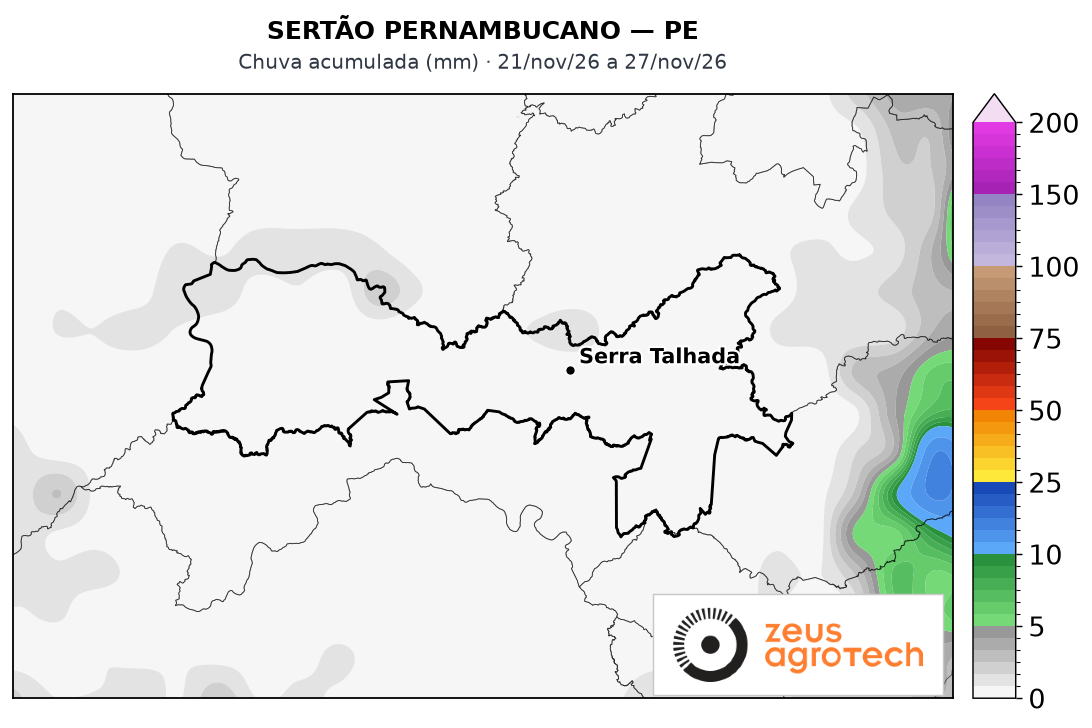 SERTÃO PERNAMBUCANO — PE
Chuva acumulada (mm) · 21/nov/26 a 27/nov/26
200
150
100
75
50
25
10
5
0
Serra Talhada
zeus
agrotech